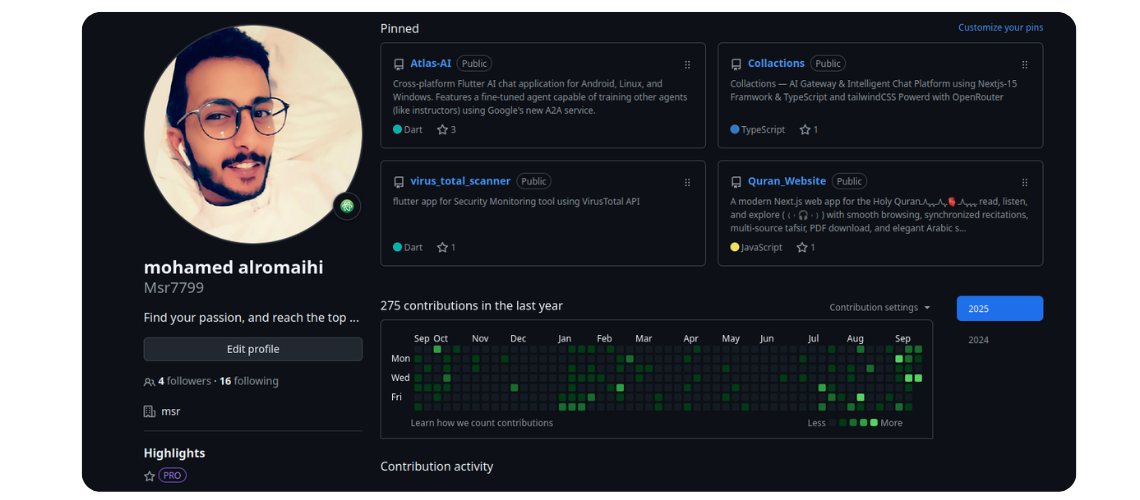 Pinned
Customize your pins
Atlas-AI Public
Cross-platform Flutter AI chat application for Android, Linux, and
Windows. Features a fine-tuned agent capable of training other agents
(like instructors) using Google's new A2A service.
Dart 3
Collactions Public
Collactions — AI Gateway & Intelligent Chat Platform using Nextjs-15
Framwork & TypeScript and tailwindCSS Powerd with OpenRouter
TypeScript 1
virus_total_scanner Public
flutter app for Security Monitoring tool using VirusTotal API
Dart 1
Quran_Website Public
A modern Next.js web app for the Holy Quran. read, listen,
and explore ( ( · 🎧 · ) ) with smooth browsing, synchronized recitations,
multi-source tafsir, PDF download, and elegant Arabic s...
JavaScript 1
mohamed alromaihi
Msr7799
Find your passion, and reach the top ...
Edit profile
4 followers · 16 following
msr
Highlights
PRO
275 contributions in the last year
Contribution settings
2025
2024
Sep Oct Nov Dec Jan Feb Mar Apr May Jun Jul Aug Sep
Mon
Wed
Fri
Learn how we count contributions
Less More
Contribution activity